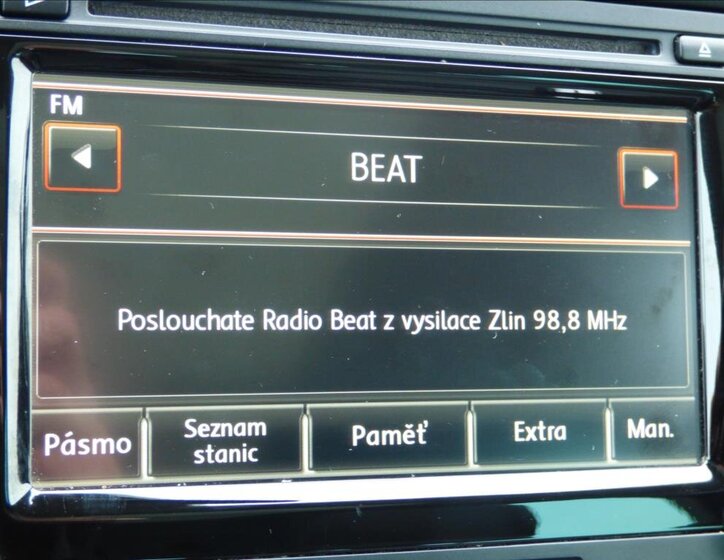 FM
BEAT
Poslouchate Radio Beat z vysilace Zlin 98,8 MHz
Pásmo
Seznam
stanic
Paměť
Extra
Man.